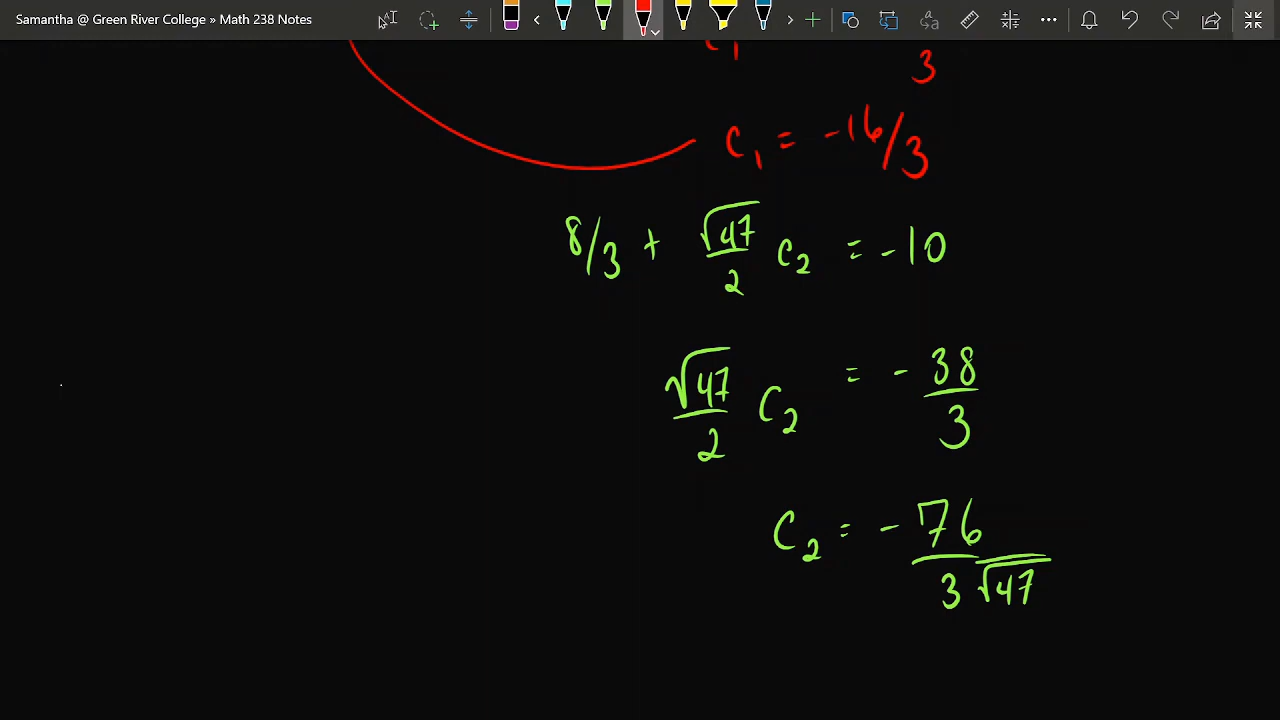 Samantha @ Green River College » Math 238 Notes
C₁
3
C₁ = -16/3
8/3 + √47/2 C₂ = -10
√47/2 C₂ = - 38/3
C₂ = - 76/3√47